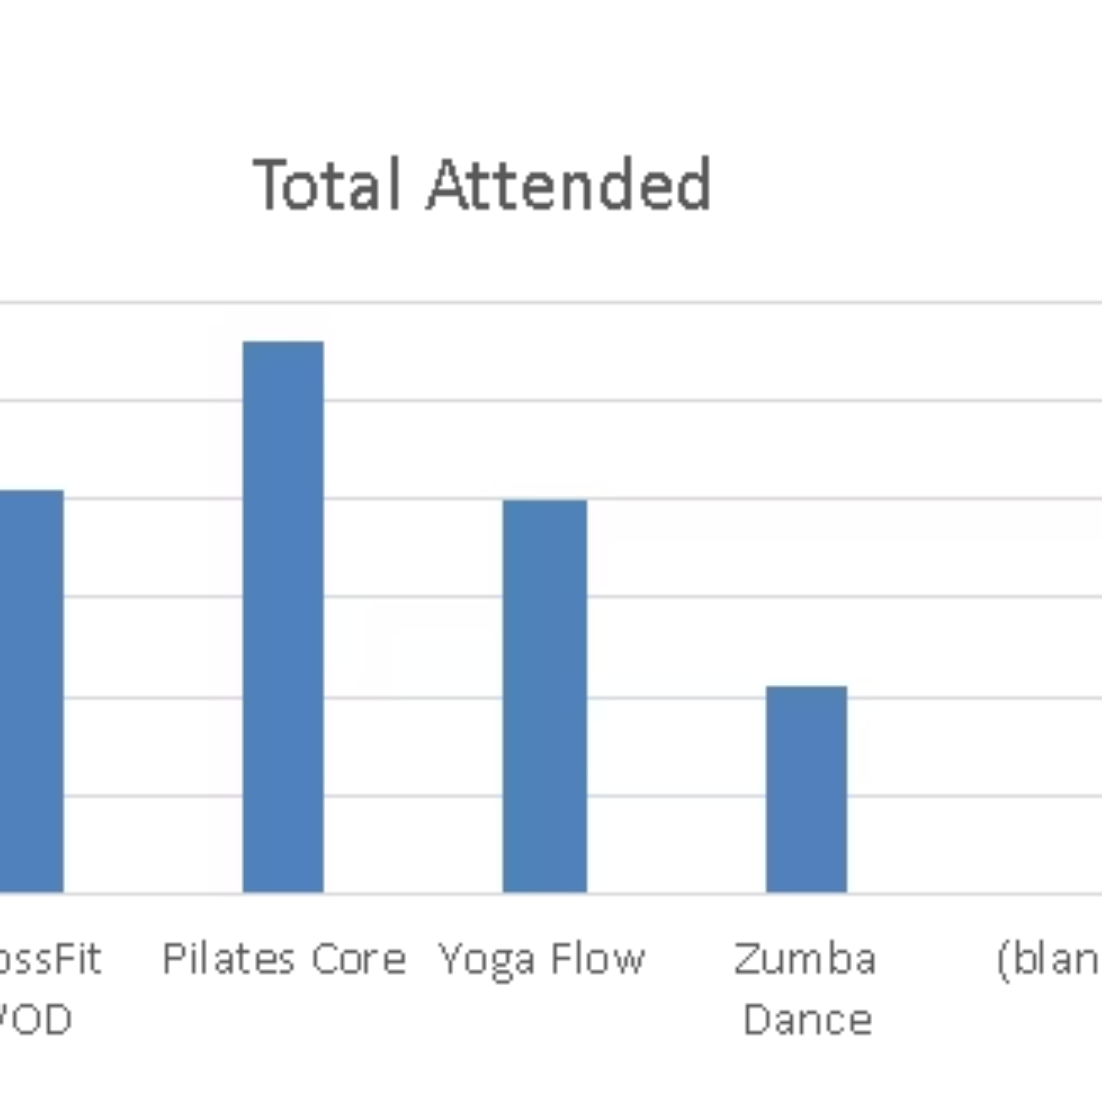 Total Attended
Pilates Core
Yoga Flow
Zumba
Dance